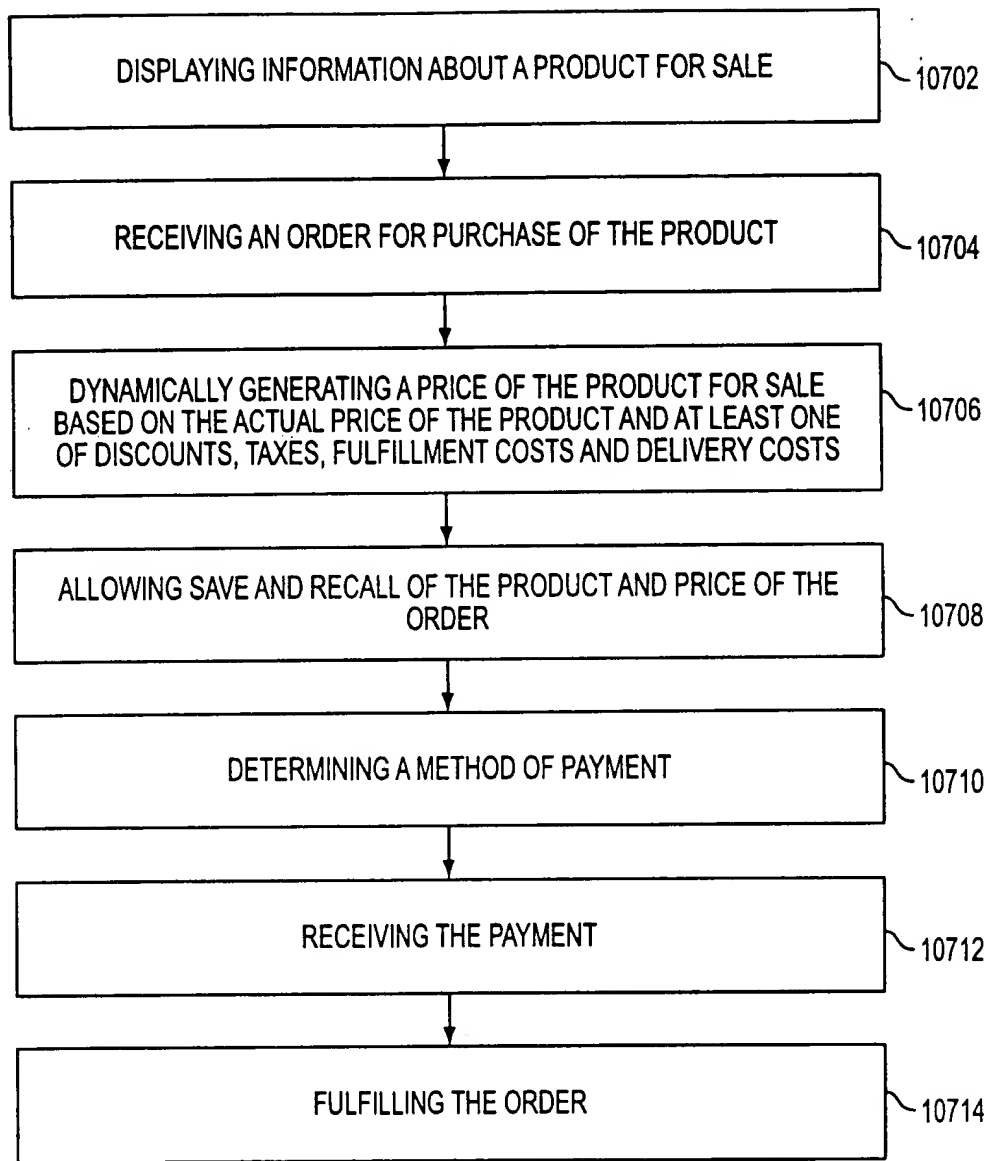 DISPLAYING INFORMATION ABOUT A PRODUCT FOR SALE
10702
RECEIVING AN ORDER FOR PURCHASE OF THE PRODUCT
10704
DYNAMICALLY GENERATING A PRICE OF THE PRODUCT FOR SALE
BASED ON THE ACTUAL PRICE OF THE PRODUCT AND AT LEAST ONE
OF DISCOUNTS, TAXES, FULFILLMENT COSTS AND DELIVERY COSTS
10706
ALLOWING SAVE AND RECALL OF THE PRODUCT AND PRICE OF THE
ORDER
10708
DETERMINING A METHOD OF PAYMENT
10710
RECEIVING THE PAYMENT
10712
FULFILLING THE ORDER
10714